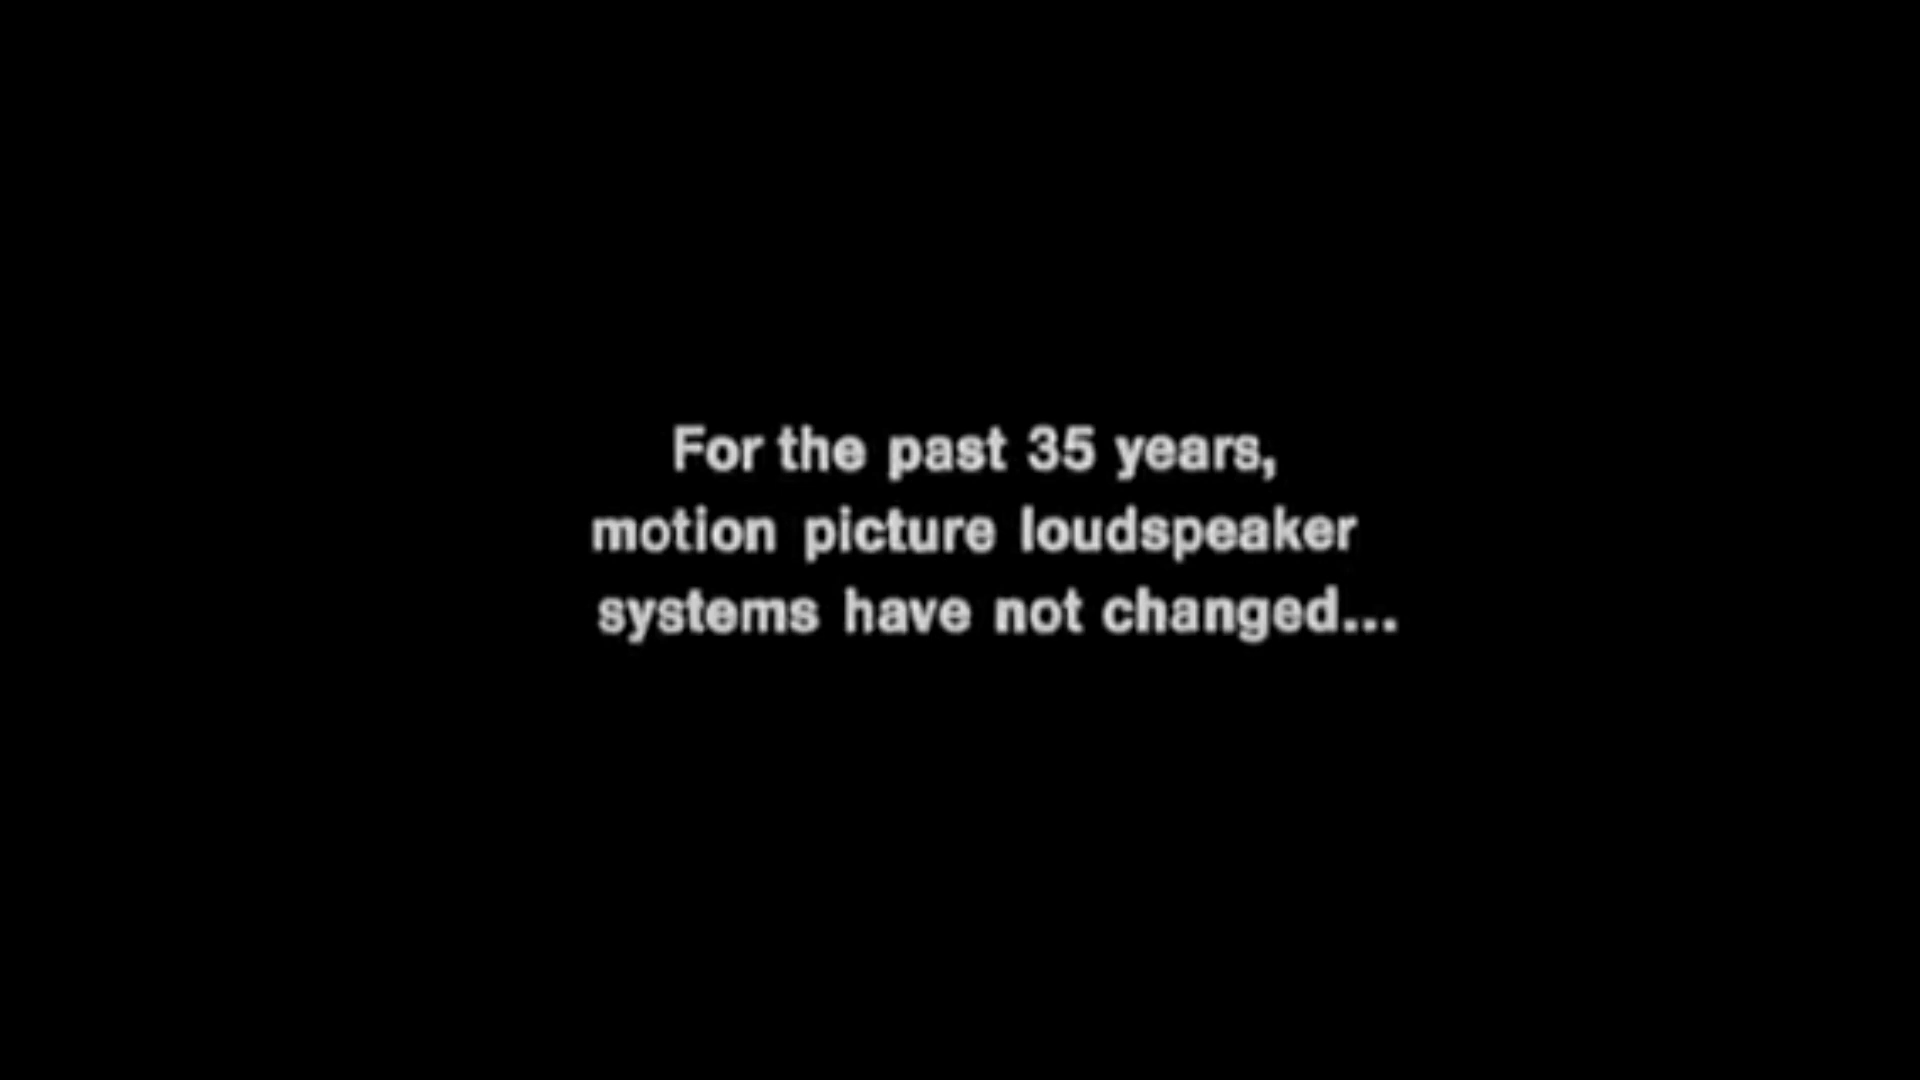 For the past 35 years,
motion picture loudspeaker
systems have not changed...